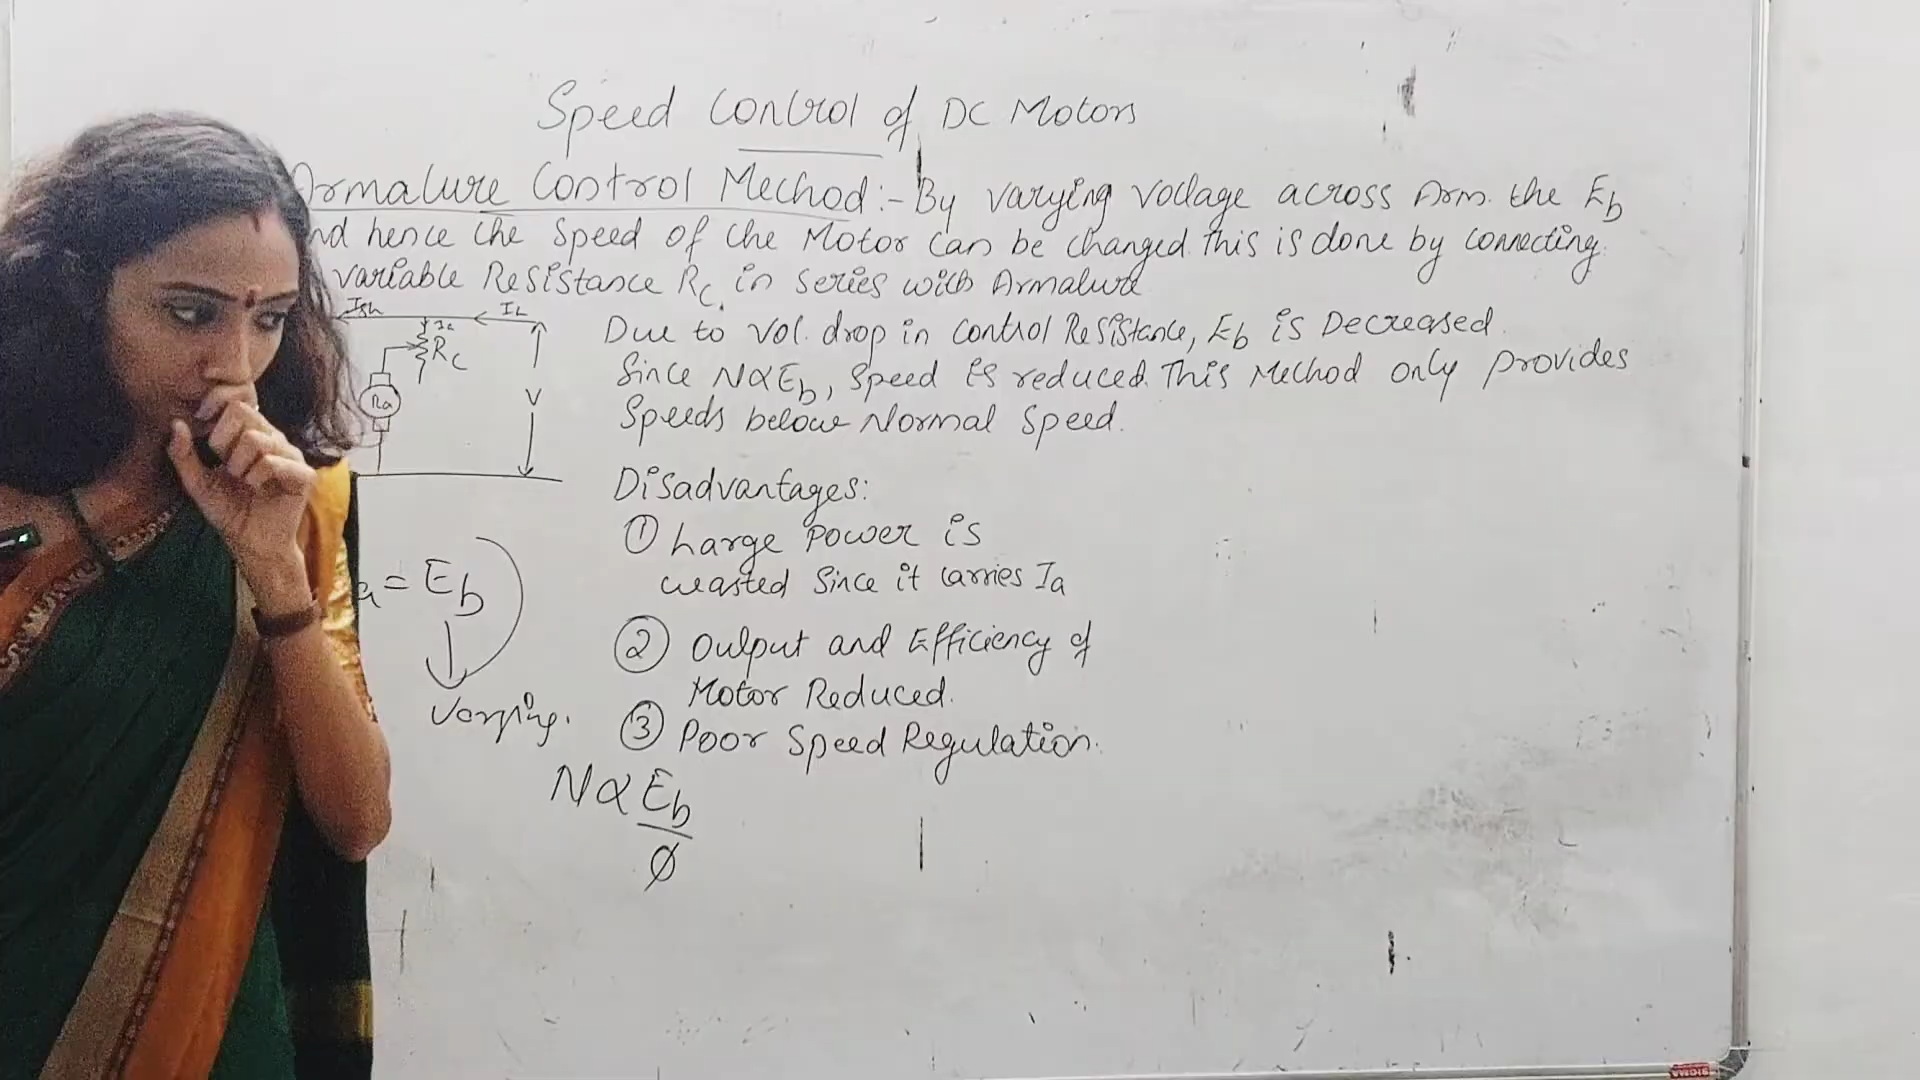 Speed Control of DC Motors
Armature Control Method:- By varying voltage across Arm. the Eb
nd hence the speed of the Motor can be changed. This is done by connecting
variable Resistance Rc in series with Armature
Ish
IL
Ia
Rc
Ra
V
Due to vol. drop in control Resistance, Eb is Decreased.
Since N∝Eb, speed is reduced. This Method only provides
Speeds below Normal speed.
Disadvantages:
① Large power is
wasted since it carries Ia
② Output and Efficiency of
Motor Reduced.
③ Poor Speed Regulation.
a = Eb
Varying.
N∝Eb
Ø
SIGMA